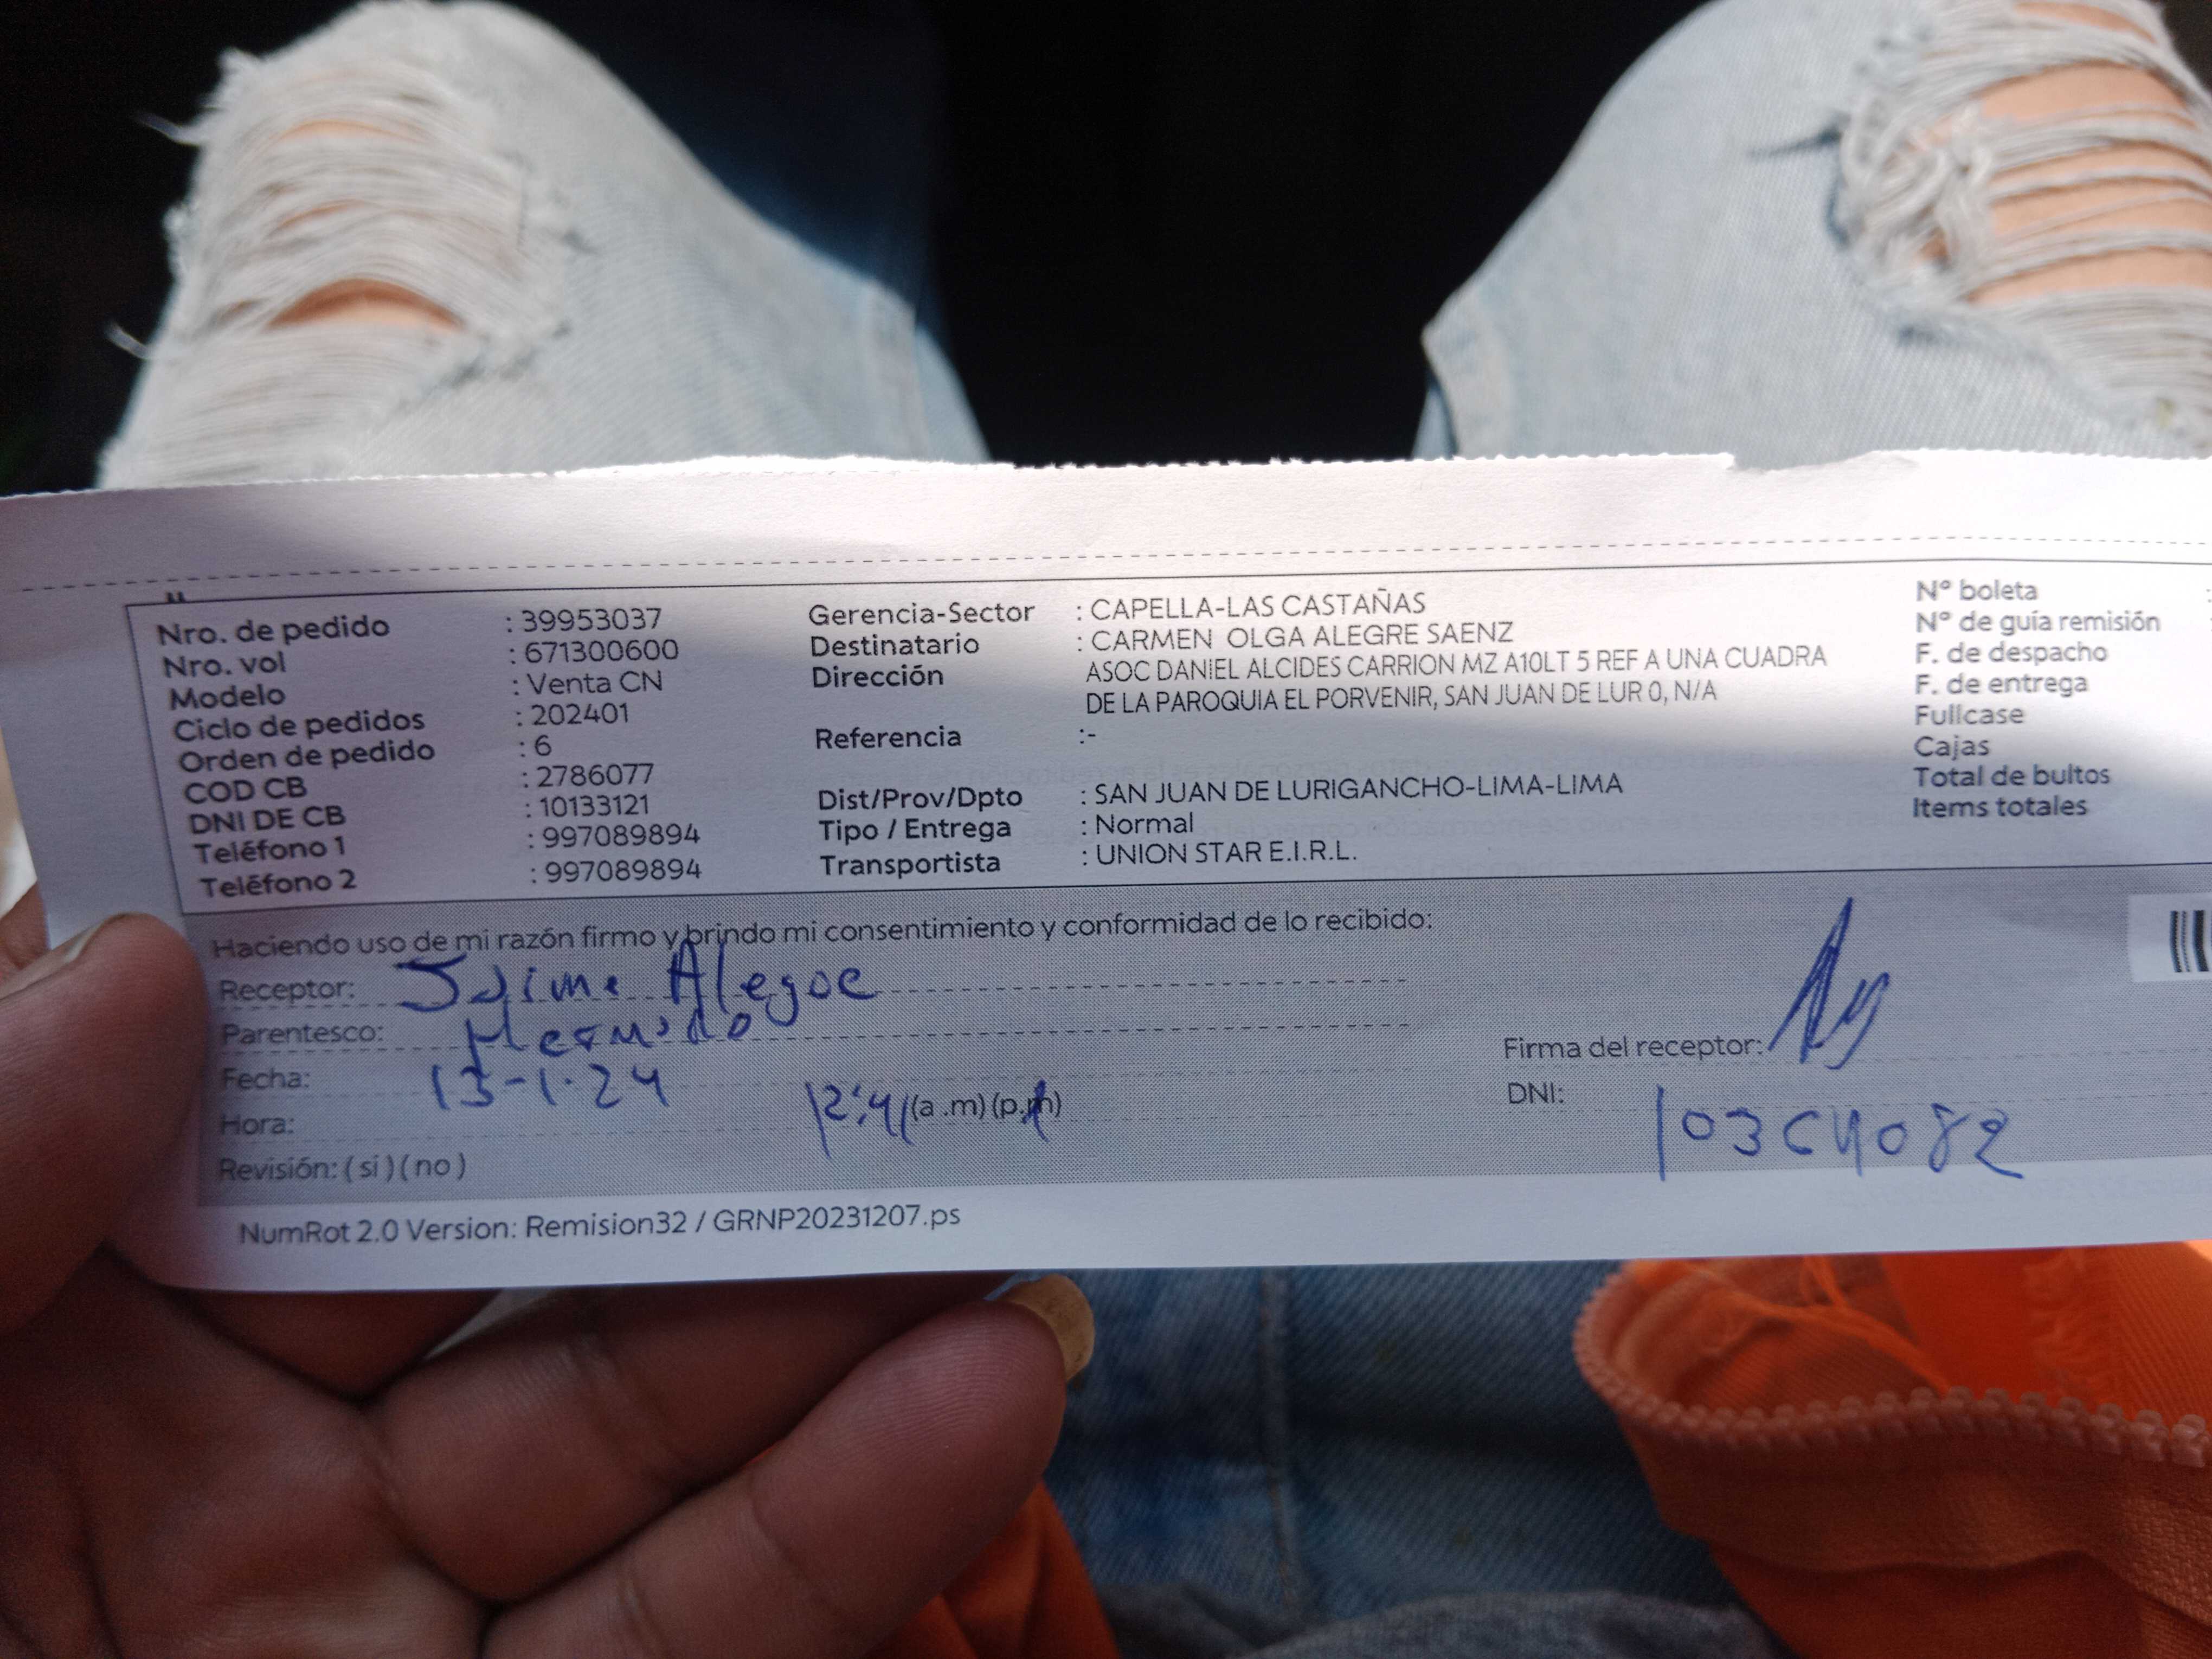 Nro. de pedido : 39953037
Nro. vol : 671300600
Modelo : Venta CN
Ciclo de pedidos : 202401
Orden de pedido : 6
COD CB : 2786077
DNI DE CB : 10133121
Teléfono 1 : 997089894
Teléfono 2 : 997089894
Gerencia-Sector : CAPELLA-LAS CASTAÑAS
Destinatario : CARMEN OLGA ALEGRE SAENZ
Dirección ASOC DANIEL ALCIDES CARRION MZ A10LT 5 REF A UNA CUADRA
DE LA PAROQUIA EL PORVENIR, SAN JUAN DE LUR 0, N/A
Referencia :-
Dist/Prov/Dpto : SAN JUAN DE LURIGANCHO-LIMA-LIMA
Tipo / Entrega : Normal
Transportista : UNION STAR E.I.R.L.
Nº boleta :
Nº de guía remisión :
F. de despacho
F. de entrega
Fullcase
Cajas
Total de bultos
Items totales
Haciendo uso de mi razón firmo y brindo mi consentimiento y conformidad de lo recibido:
Receptor: Jaime Alegre
Parentesco: Hermano
Fecha: 13-1-24
Hora: 12:41 (a.m) (p.m)
Revisión: (si) (no)
Firma del receptor:
DNI: 10364082
NumRot 2.0 Version: Remision32 / GRNP20231207.ps